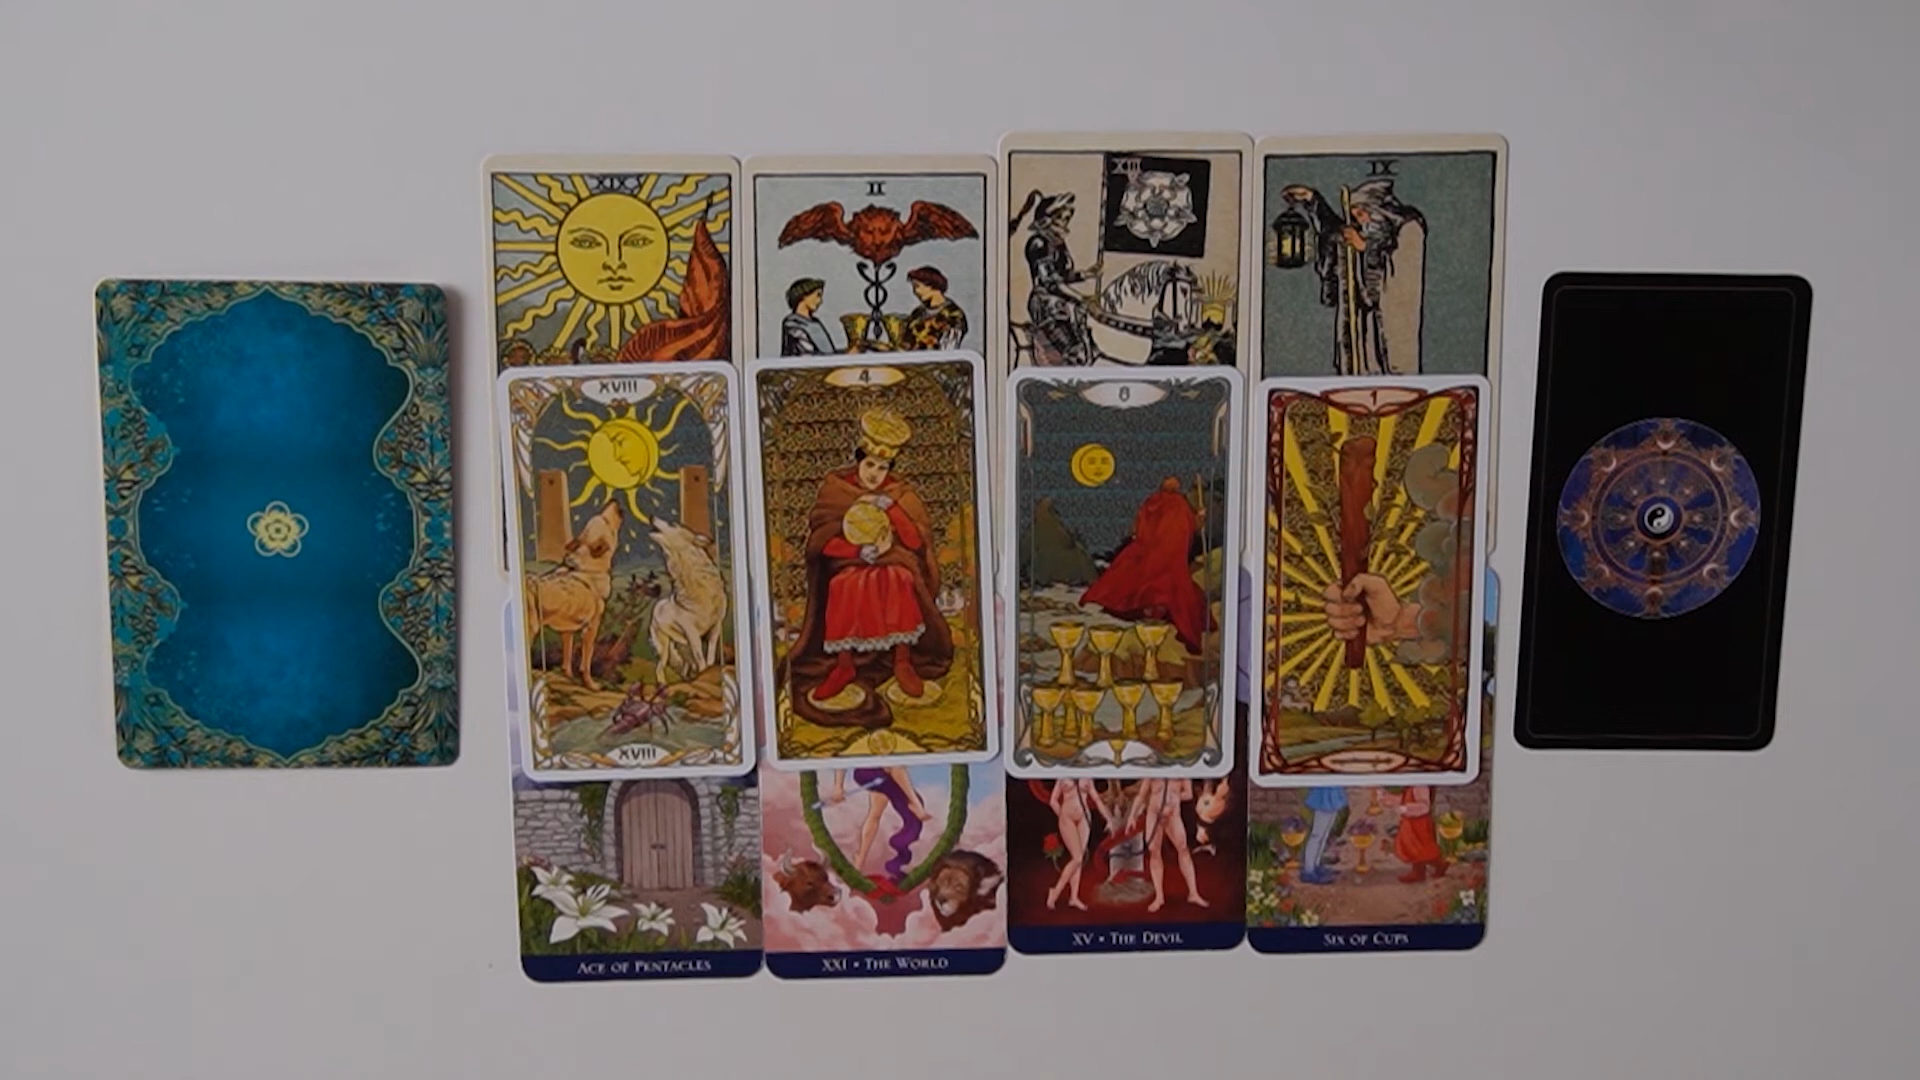 XIX
II
XIII
IX
XVIII
4
8
1
XVIII
ACE OF PENTACLES
XXI • THE WORLD
XV • THE DEVIL
SIX OF CUPS